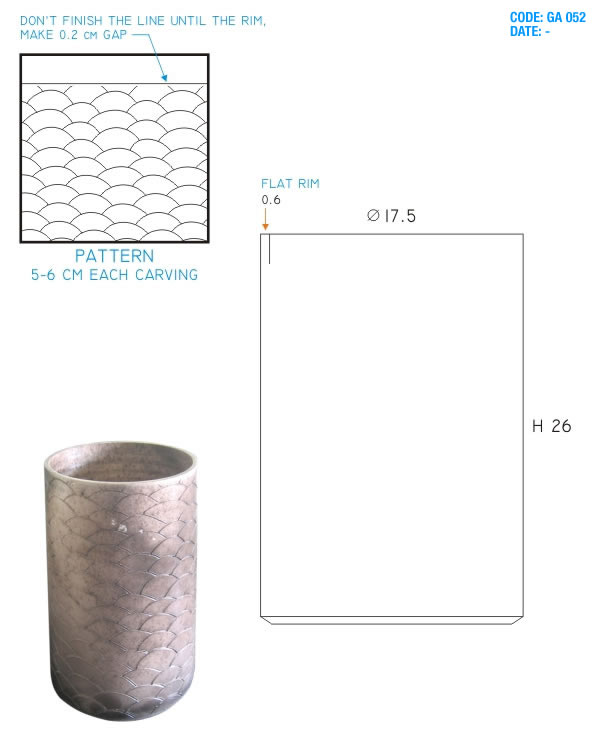 DON'T FINISH THE LINE UNTIL THE RIM,
MAKE 0.2 CM GAP
CODE: GA 052
DATE: -
PATTERN
5-6 CM EACH CARVING
FLAT RIM
0.6
∅ 17.5
H 26